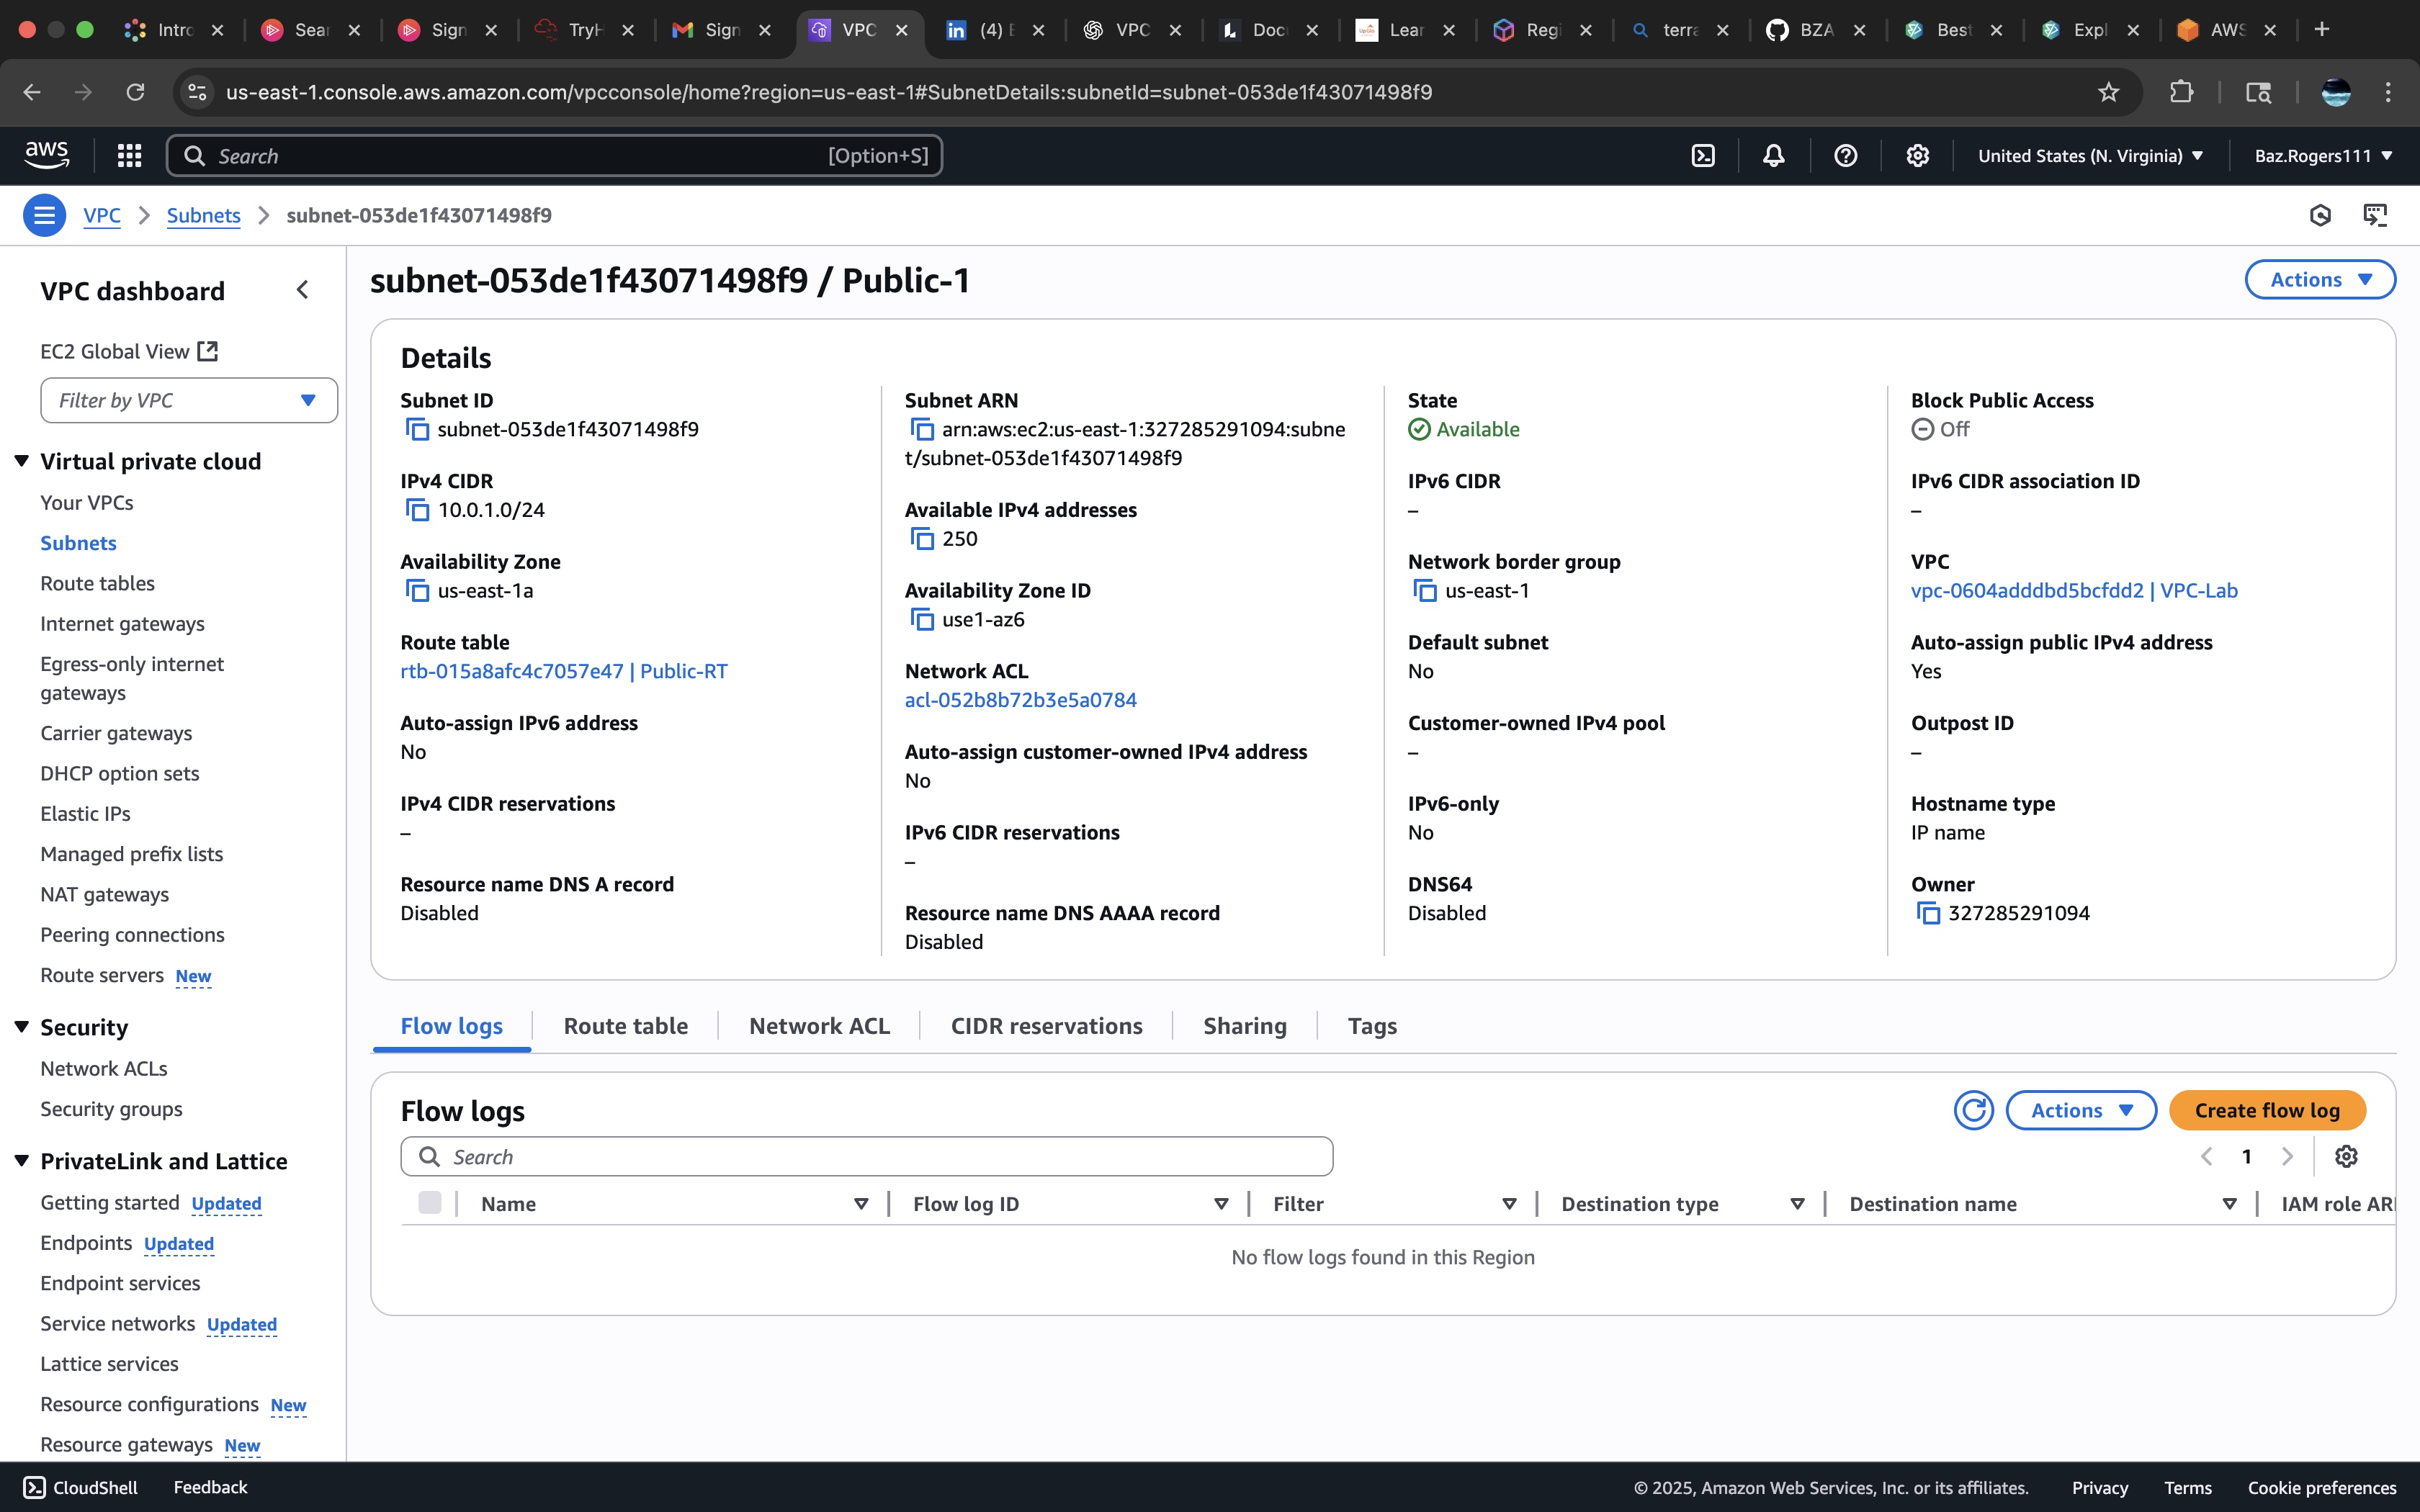 Intro
Sear
Sign
TryH
Sign
VPC
in (4) E
VPC
Doc
Lear
Regi
terra
BZA
Best
Expl
AWS
us-east-1.console.aws.amazon.com/vpcconsole/home?region=us-east-1#SubnetDetails:subnetId=subnet-053de1f43071498f9
aws
Search
[Option+S]
United States (N. Virginia)
Baz.Rogers111
VPC
Subnets
subnet-053de1f43071498f9
VPC dashboard
EC2 Global View
Filter by VPC
Virtual private cloud
Your VPCs
Subnets
Route tables
Internet gateways
Egress-only internet
gateways
Carrier gateways
DHCP option sets
Elastic IPs
Managed prefix lists
NAT gateways
Peering connections
Route servers New
Security
Network ACLs
Security groups
PrivateLink and Lattice
Getting started Updated
Endpoints Updated
Endpoint services
Service networks Updated
Lattice services
Resource configurations New
Resource gateways New
subnet-053de1f43071498f9 / Public-1
Actions
Details
Subnet ID
subnet-053de1f43071498f9
IPv4 CIDR
10.0.1.0/24
Availability Zone
us-east-1a
Route table
rtb-015a8afc4c7057e47 | Public-RT
Auto-assign IPv6 address
No
IPv4 CIDR reservations
–
Resource name DNS A record
Disabled
Subnet ARN
arn:aws:ec2:us-east-1:327285291094:subne
t/subnet-053de1f43071498f9
Available IPv4 addresses
250
Availability Zone ID
use1-az6
Network ACL
acl-052b8b72b3e5a0784
Auto-assign customer-owned IPv4 address
No
IPv6 CIDR reservations
–
Resource name DNS AAAA record
Disabled
State
Available
IPv6 CIDR
–
Network border group
us-east-1
Default subnet
No
Customer-owned IPv4 pool
–
IPv6-only
No
DNS64
Disabled
Block Public Access
Off
IPv6 CIDR association ID
–
VPC
vpc-0604adddbd5bcfdd2 | VPC-Lab
Auto-assign public IPv4 address
Yes
Outpost ID
–
Hostname type
IP name
Owner
327285291094
Flow logs
Route table
Network ACL
CIDR reservations
Sharing
Tags
Flow logs
Actions
Create flow log
Search
1
Name
Flow log ID
Filter
Destination type
Destination name
IAM role AR
No flow logs found in this Region
CloudShell
Feedback
© 2025, Amazon Web Services, Inc. or its affiliates.
Privacy
Terms
Cookie preferences